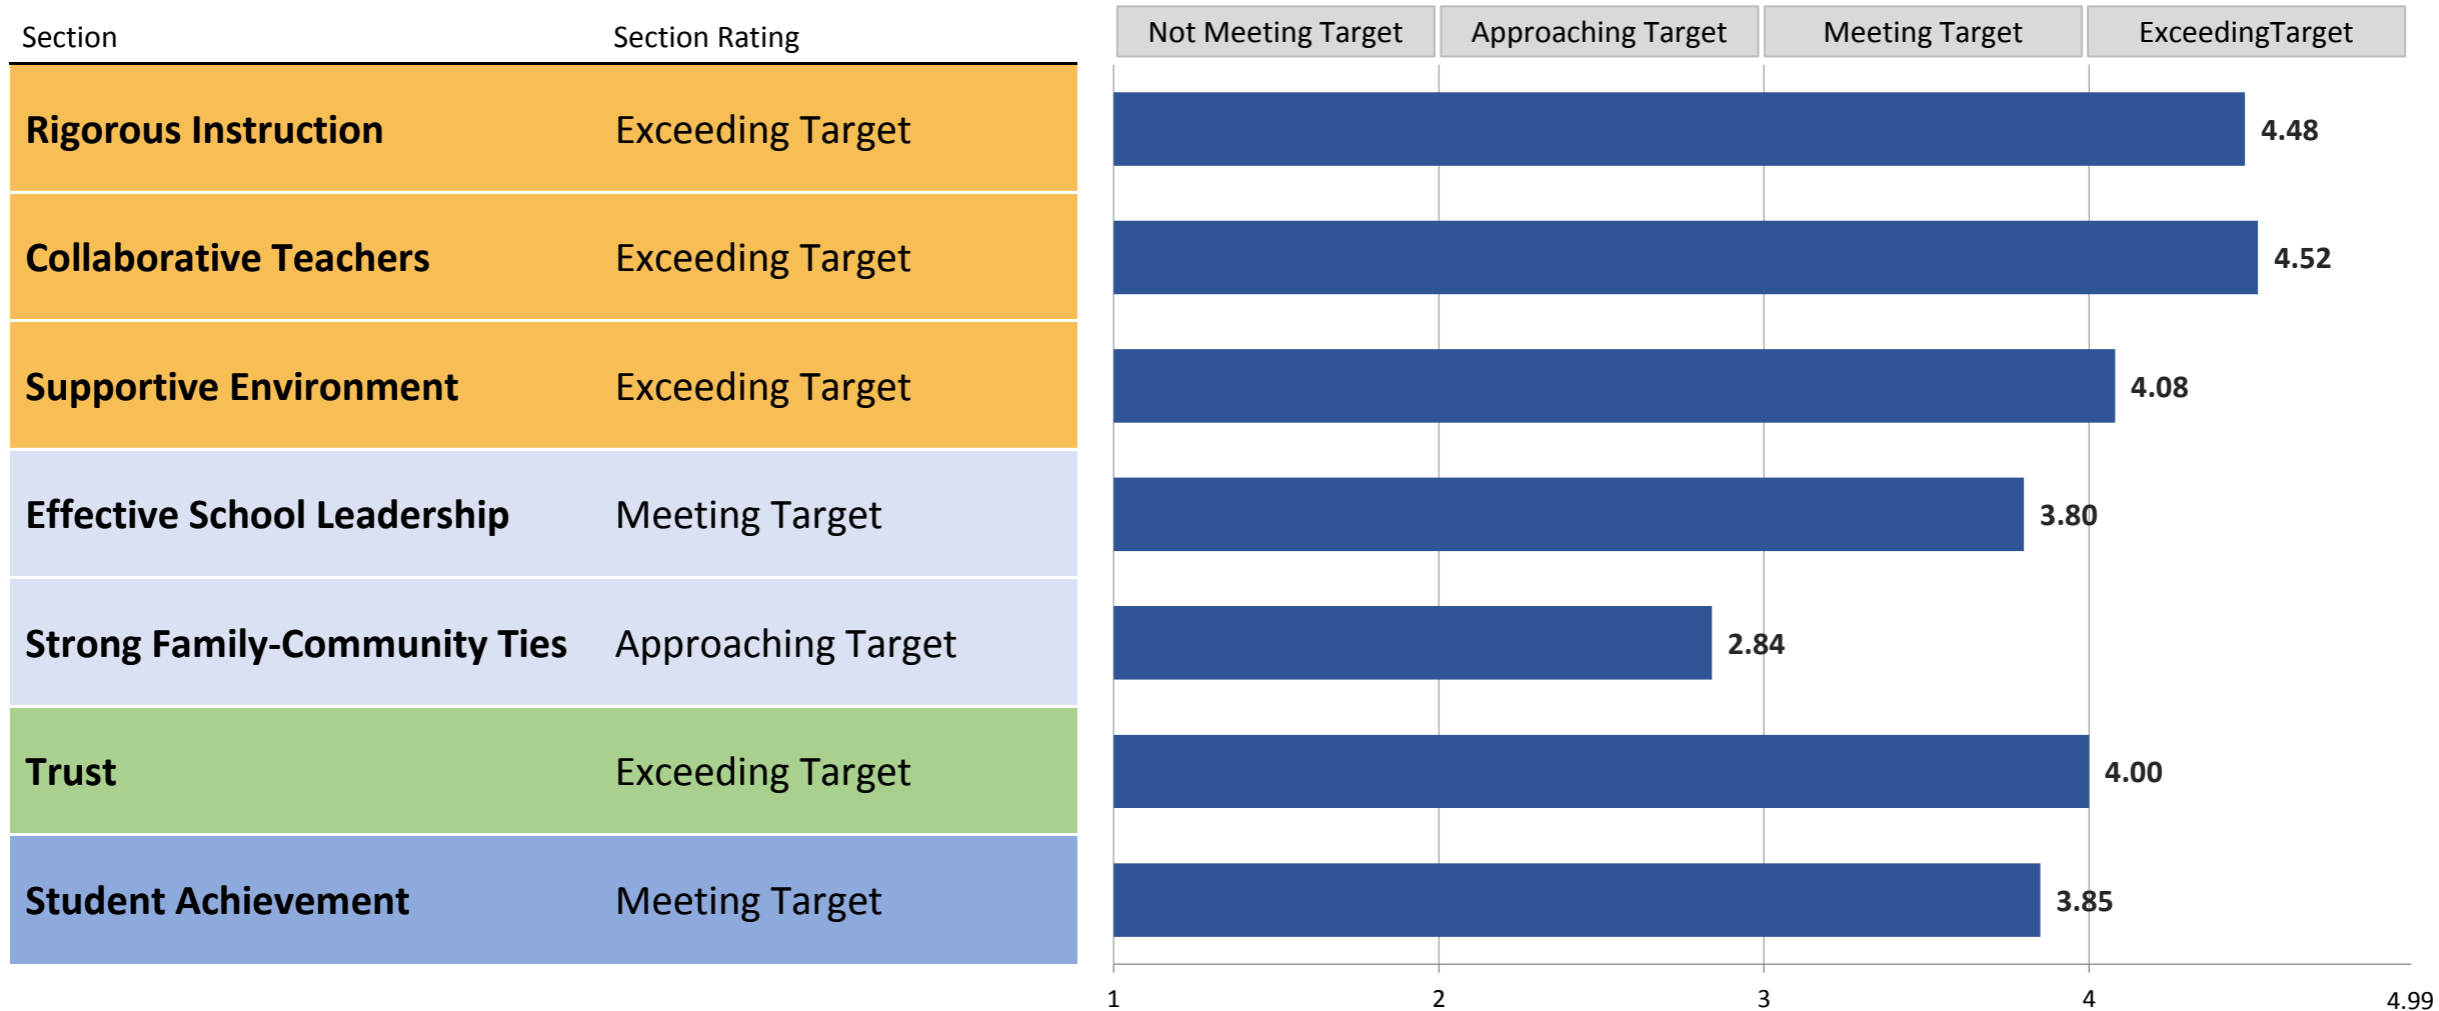 Section Section Rating Not Meeting Target Approaching Target Meeting Target ExceedingTarget
Rigorous Instruction Exceeding Target 4.48
Collaborative Teachers Exceeding Target 4.52
Supportive Environment Exceeding Target 4.08
Effective School Leadership Meeting Target 3.80
Strong Family-Community Ties Approaching Target 2.84
Trust Exceeding Target 4.00
Student Achievement Meeting Target 3.85
1 2 3 4 4.99